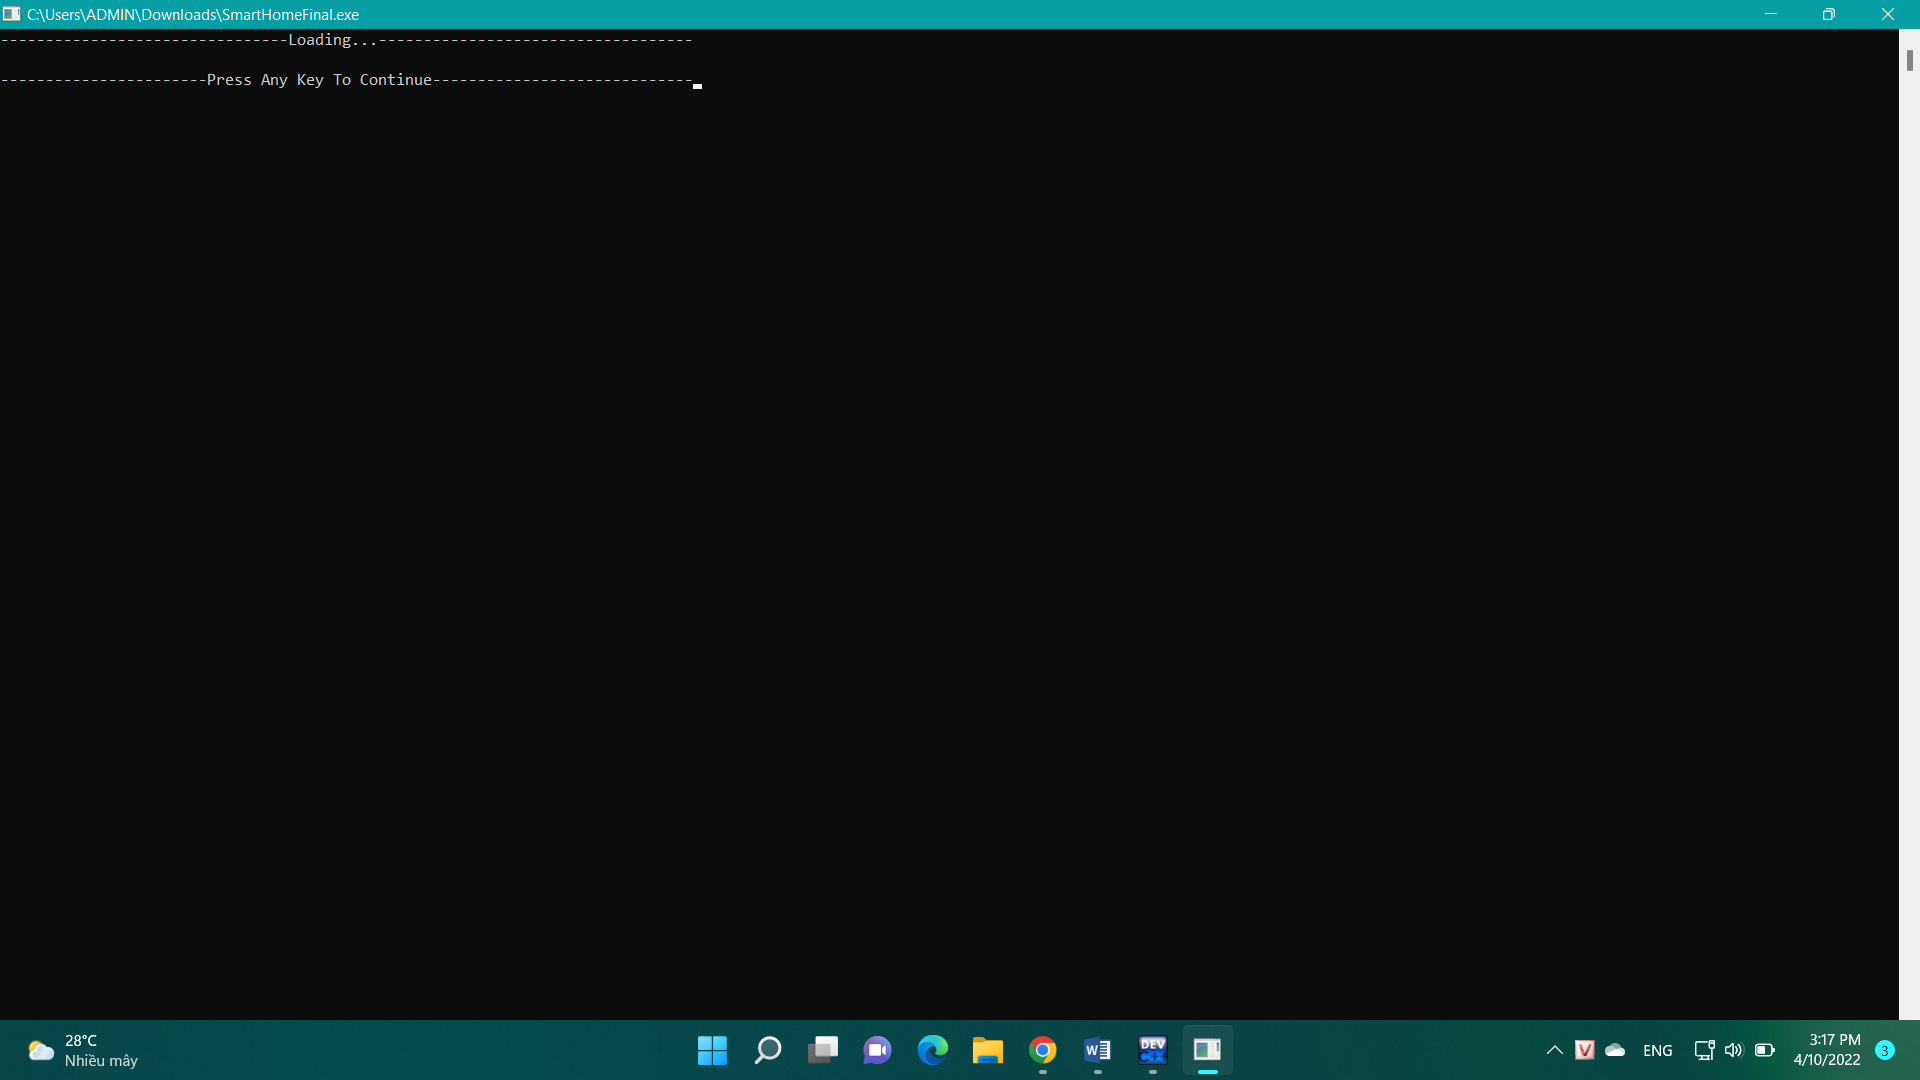 C:\Users\ADMIN\Downloads\SmartHomeFinal.exe
--------------------------------Loading...-----------------------------------
-----------------------Press Any Key To Continue-----------------------------
28°C
Nhiều mây
DEV
C++
W
V
ENG
3:17 PM
4/10/2022
3